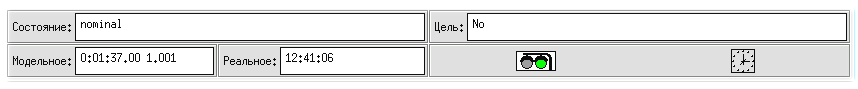 Состояние: nominal Цель: No
Модельное: 0:01:37.00 1.001 Реальное: 12:41:06